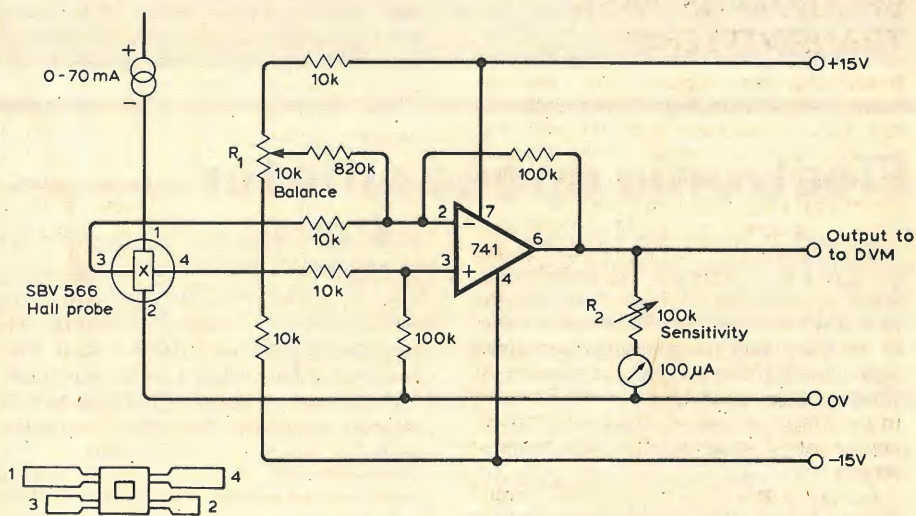 +
0-70mA
-
10k
+15V
R1
10k
Balance
820k
100k
10k
2
-
7
741
6
3
+
4
Output to
to DVM
1
3
X
4
2
SBV 566
Hall probe
10k
10k
100k
R2
100k
Sensitivity
100µA
0V
-15V
1
4
3
2